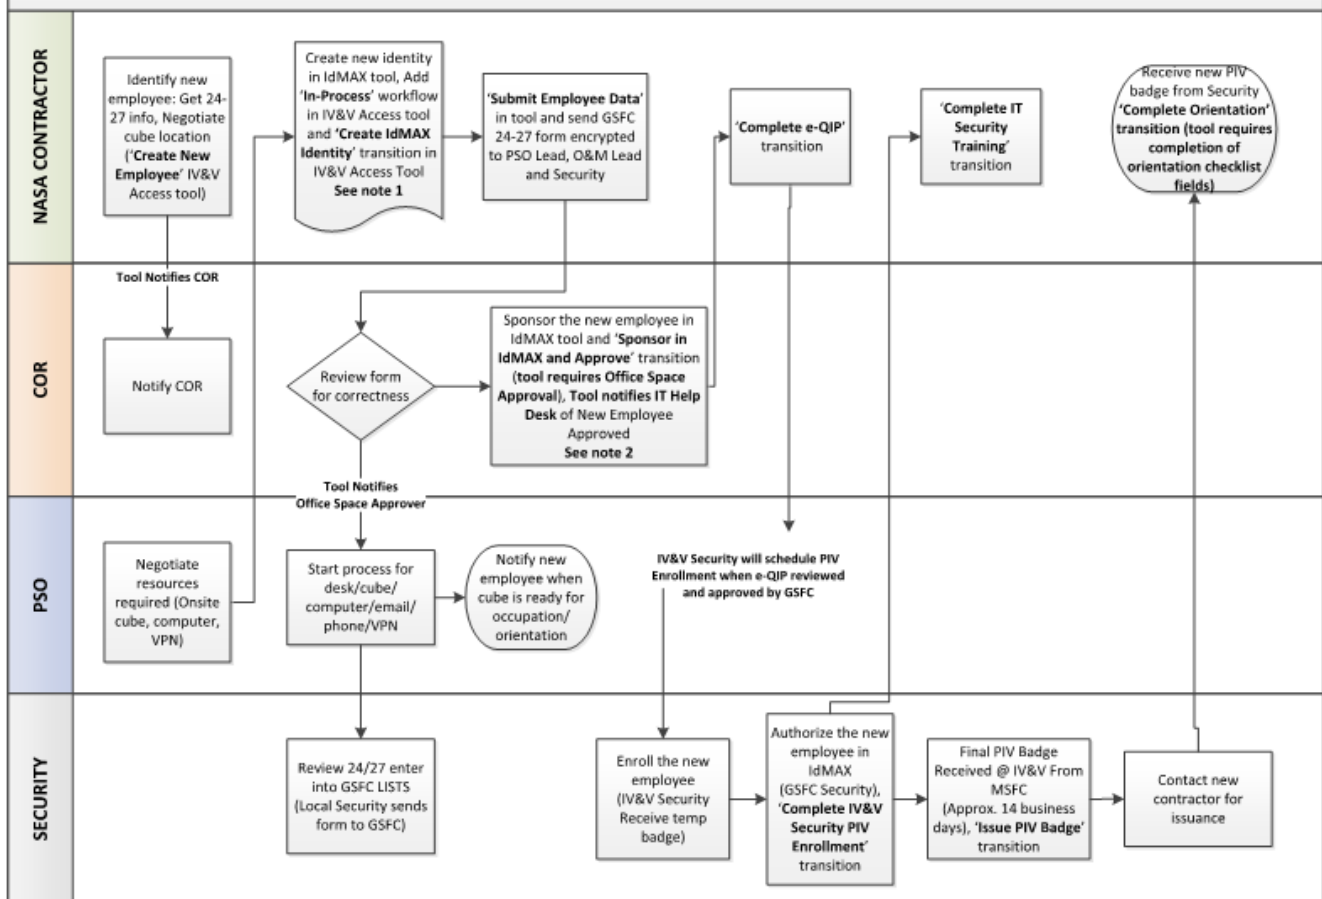 NASA CONTRACTOR
Identify new
employee: Get 24-
27 info, Negotiate
cube location
('Create New
Employee' IV&V
Access tool)
Create new identity
in IdMAX tool, Add
'In-Process' workflow
in IV&V Access tool
and 'Create IdMAX
Identity' transition in
IV&V Access Tool
See note 1
'Submit Employee Data'
in tool and send GSFC
24-27 form encrypted
to PSO Lead, O&M Lead
and Security
'Complete e-QIP'
transition
'Complete IT
Security
Training'
transition
Receive new PIV
badge from Security
'Complete Orientation'
transition (tool requires
completion of
orientation checklist
fields)
Tool Notifies COR
COR
Notify COR
Review form
for correctness
Sponsor the new employee in
IdMAX tool and 'Sponsor in
IdMAX and Approve' transition
(tool requires Office Space
Approval), Tool notifies IT Help
Desk of New Employee
Approved
See note 2
Tool Notifies
Office Space Approver
PSO
Negotiate
resources
required (Onsite
cube, computer,
VPN)
Start process for
desk/cube/
computer/email/
phone/VPN
Notify new
employee when
cube is ready for
occupation/
orientation
IV&V Security will schedule PIV
Enrollment when e-QIP reviewed
and approved by GSFC
SECURITY
Review 24/27 enter
into GSFC LISTS
(Local Security sends
form to GSFC)
Enroll the new
employee
(IV&V Security
Receive temp
badge)
Authorize the new
employee in
IdMAX
(GSFC Security),
'Complete IV&V
Security PIV
Enrollment'
transition
Final PIV Badge
Received @ IV&V From
MSFC
(Approx. 14 business
days), 'Issue PIV Badge'
transition
Contact new
contractor for
issuance